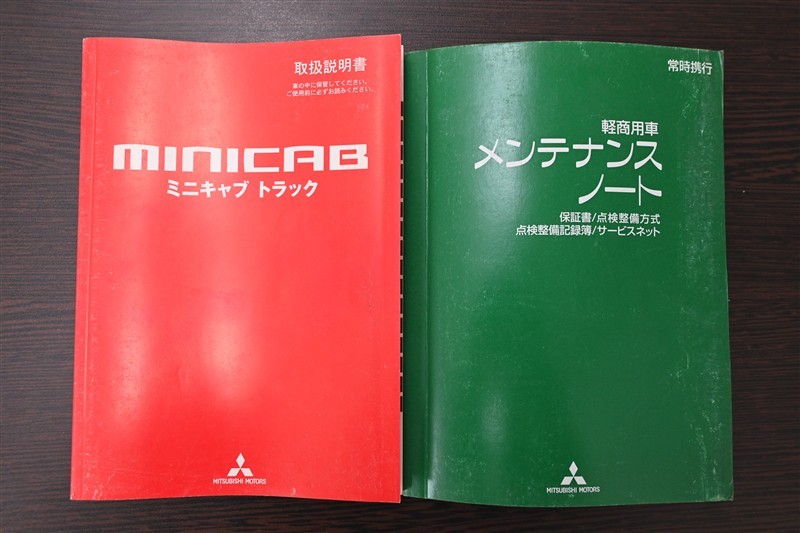 取扱説明書
車の中に保管してください。
ご使用前に必ずお読みください。
MINICAB
ミニキャブ トラック
MITSUBISHI MOTORS
常時携行
軽商用車
メンテナンス
ノート
保証書/点検整備方式
点検整備記録簿/サービスネット
MITSUBISHI MOTORS